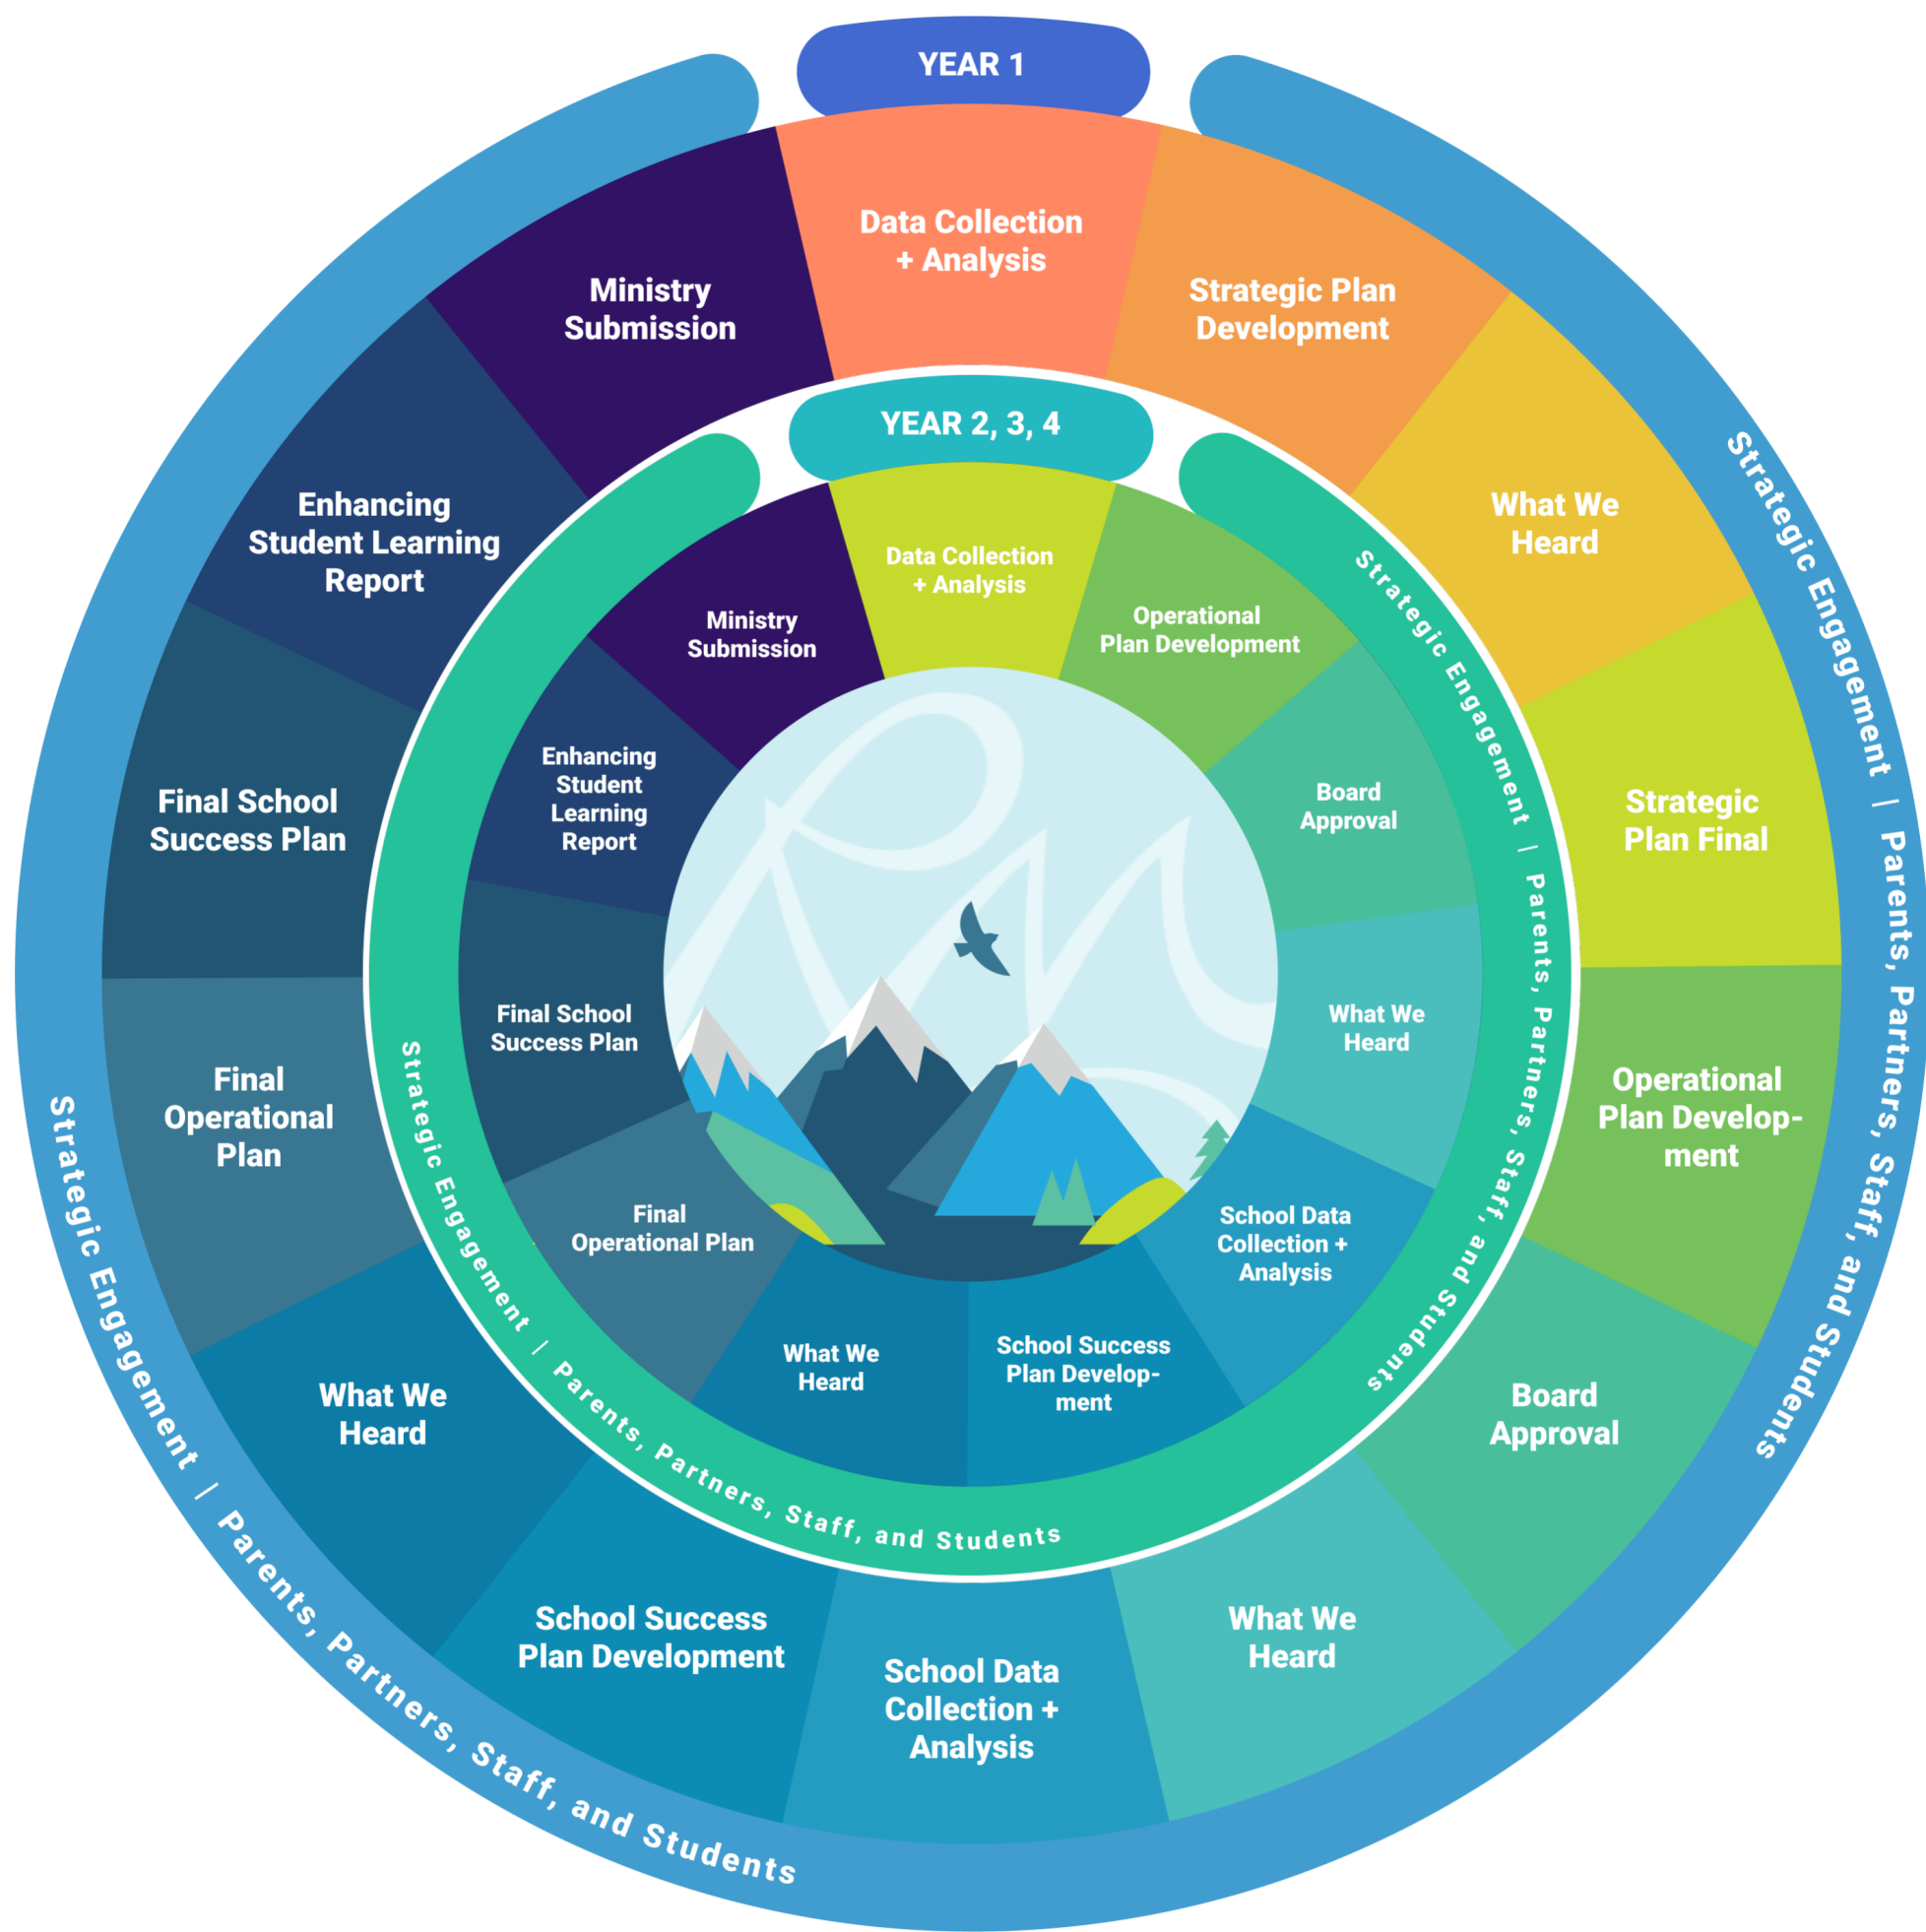 YEAR 1
Data Collection
+ Analysis
Strategic Plan
Development
What We
Heard
Strategic
Plan Final
Operational
Plan Develop-
ment
Board
Approval
What We
Heard
School Data
Collection +
Analysis
School Success
Plan Development
What We
Heard
Final
Operational
Plan
Final School
Success Plan
Enhancing
Student Learning
Report
Ministry
Submission
Strategic Engagement | Parents, Partners, Staff, and Students
Strategic Engagement | Parents, Partners, Staff, and Students
YEAR 2, 3, 4
Data Collection
+ Analysis
Operational
Plan Development
Board
Approval
What We
Heard
School Data
Collection +
Analysis
School Success
Plan Develop-
ment
What We
Heard
Final
Operational Plan
Final School
Success Plan
Enhancing
Student
Learning
Report
Ministry
Submission
Strategic Engagement | Parents, Partners, Staff, and Students
Strategic Engagement | Parents, Partners, Staff, and Students